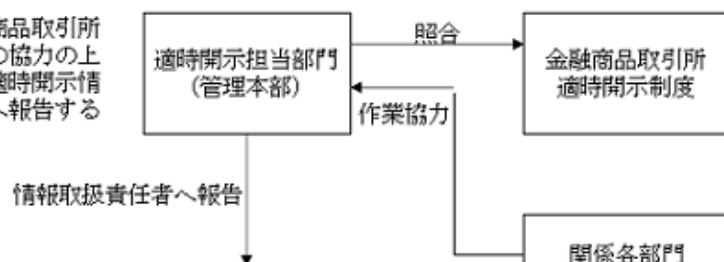 商品取引所
の協力の上
適時開示情
へ報告する
適時開示担当部門
(管理本部)
照合
金融商品取引所
適時開示制度
作業協力
情報取扱責任者へ報告
関係各部門